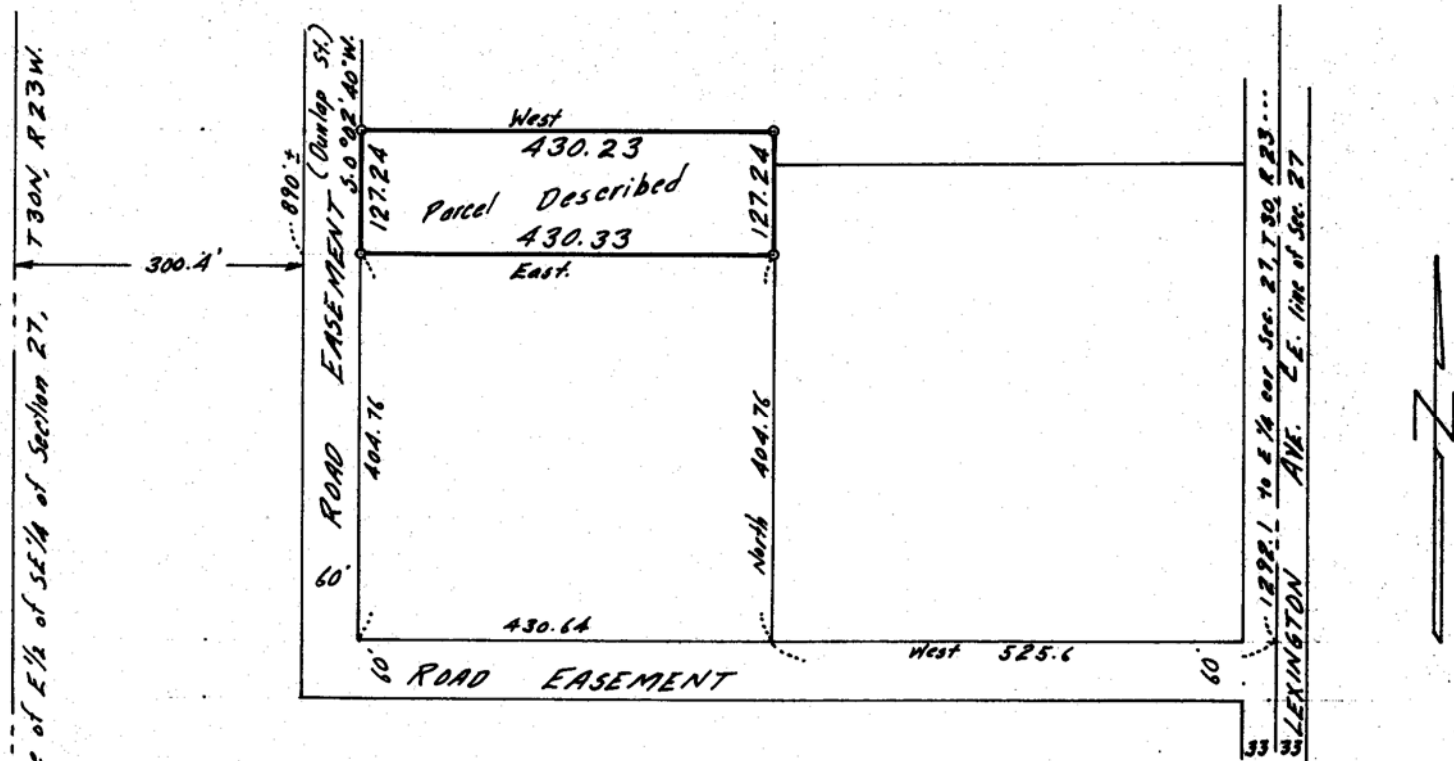 T30N, R23W.
e of E½ of SE¼ of Section 27,
300.4'
890'±
60' ROAD EASEMENT (Dunlap St.)
S.0°02'40"W.
West
430.23
127.24
Parcel Described
127.24
430.33
East.
404.76
North 404.76
430.64
West 525.6
60
ROAD EASEMENT
60
1292.1 to E¼ cor Sec. 27, T30, R23...
LEXINGTON AVE. E. line of Sec. 27
33 33
N